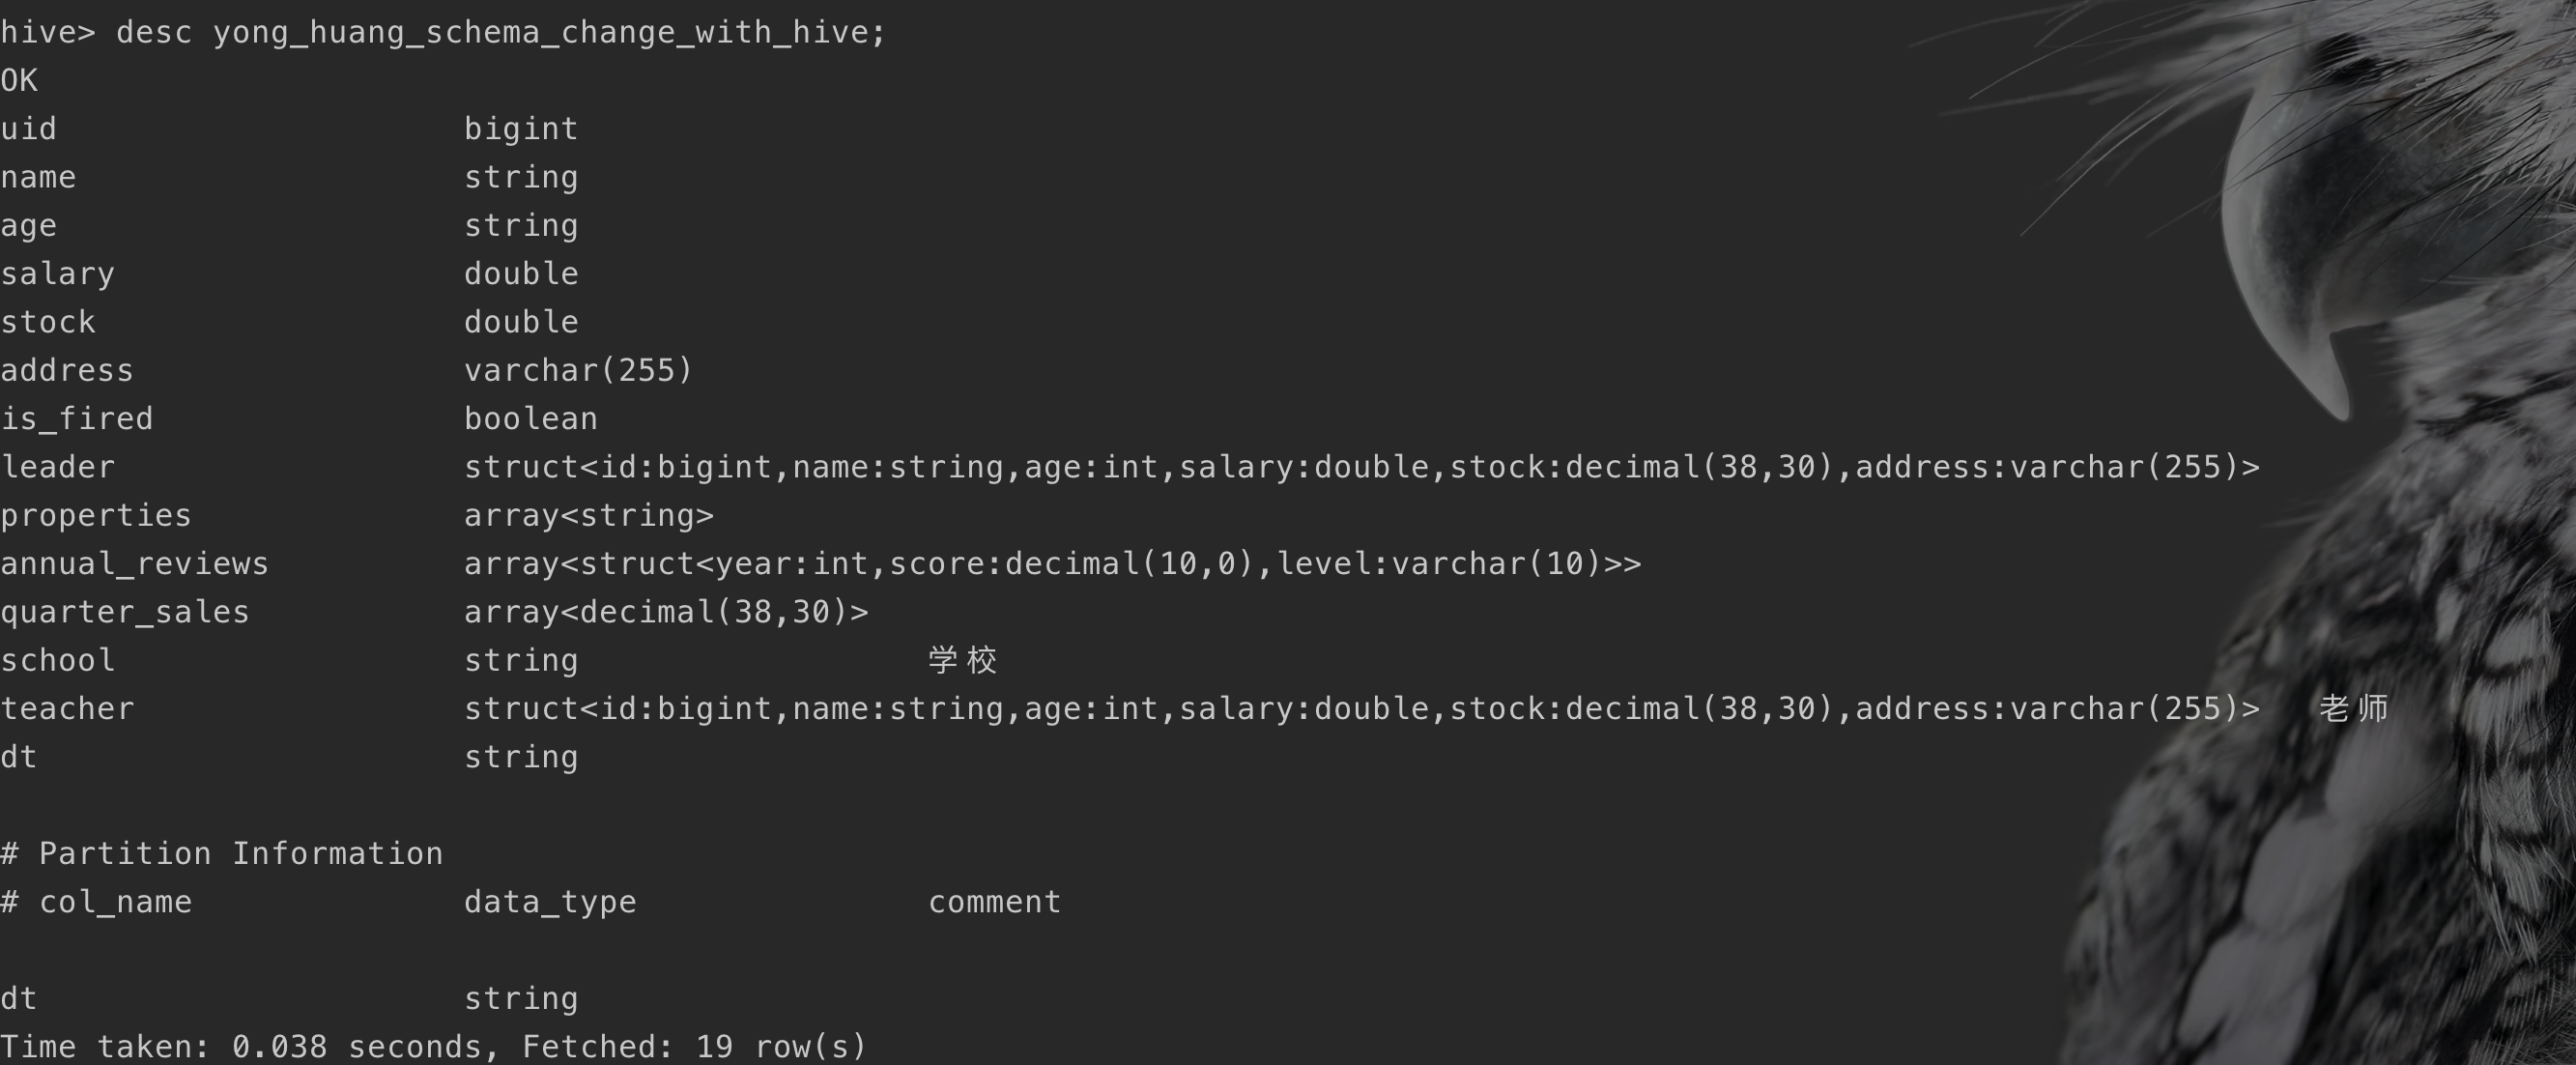 hive> desc yong_huang_schema_change_with_hive;
OK
uid bigint
name string
age string
salary double
stock double
address varchar(255)
is_fired boolean
leader struct<id:bigint,name:string,age:int,salary:double,stock:decimal(38,30),address:varchar(255)>
properties array<string>
annual_reviews array<struct<year:int,score:decimal(10,0),level:varchar(10)>>
quarter_sales array<decimal(38,30)>
school string 学校
teacher struct<id:bigint,name:string,age:int,salary:double,stock:decimal(38,30),address:varchar(255)> 老师
dt string
# Partition Information
# col_name data_type comment
dt string
Time taken: 0.038 seconds, Fetched: 19 row(s)